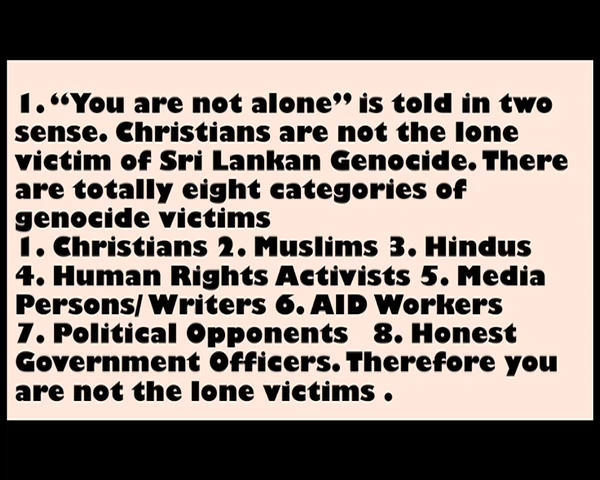 1. “You are not alone” is told in two
sense. Christians are not the lone
victim of Sri Lankan Genocide. There
are totally eight categories of
genocide victims
1. Christians 2. Muslims 3. Hindus
4. Human Rights Activists 5. Media
Persons/ Writers 6. AID Workers
7. Political Opponents 8. Honest
Government Officers. Therefore you
are not the lone victims .